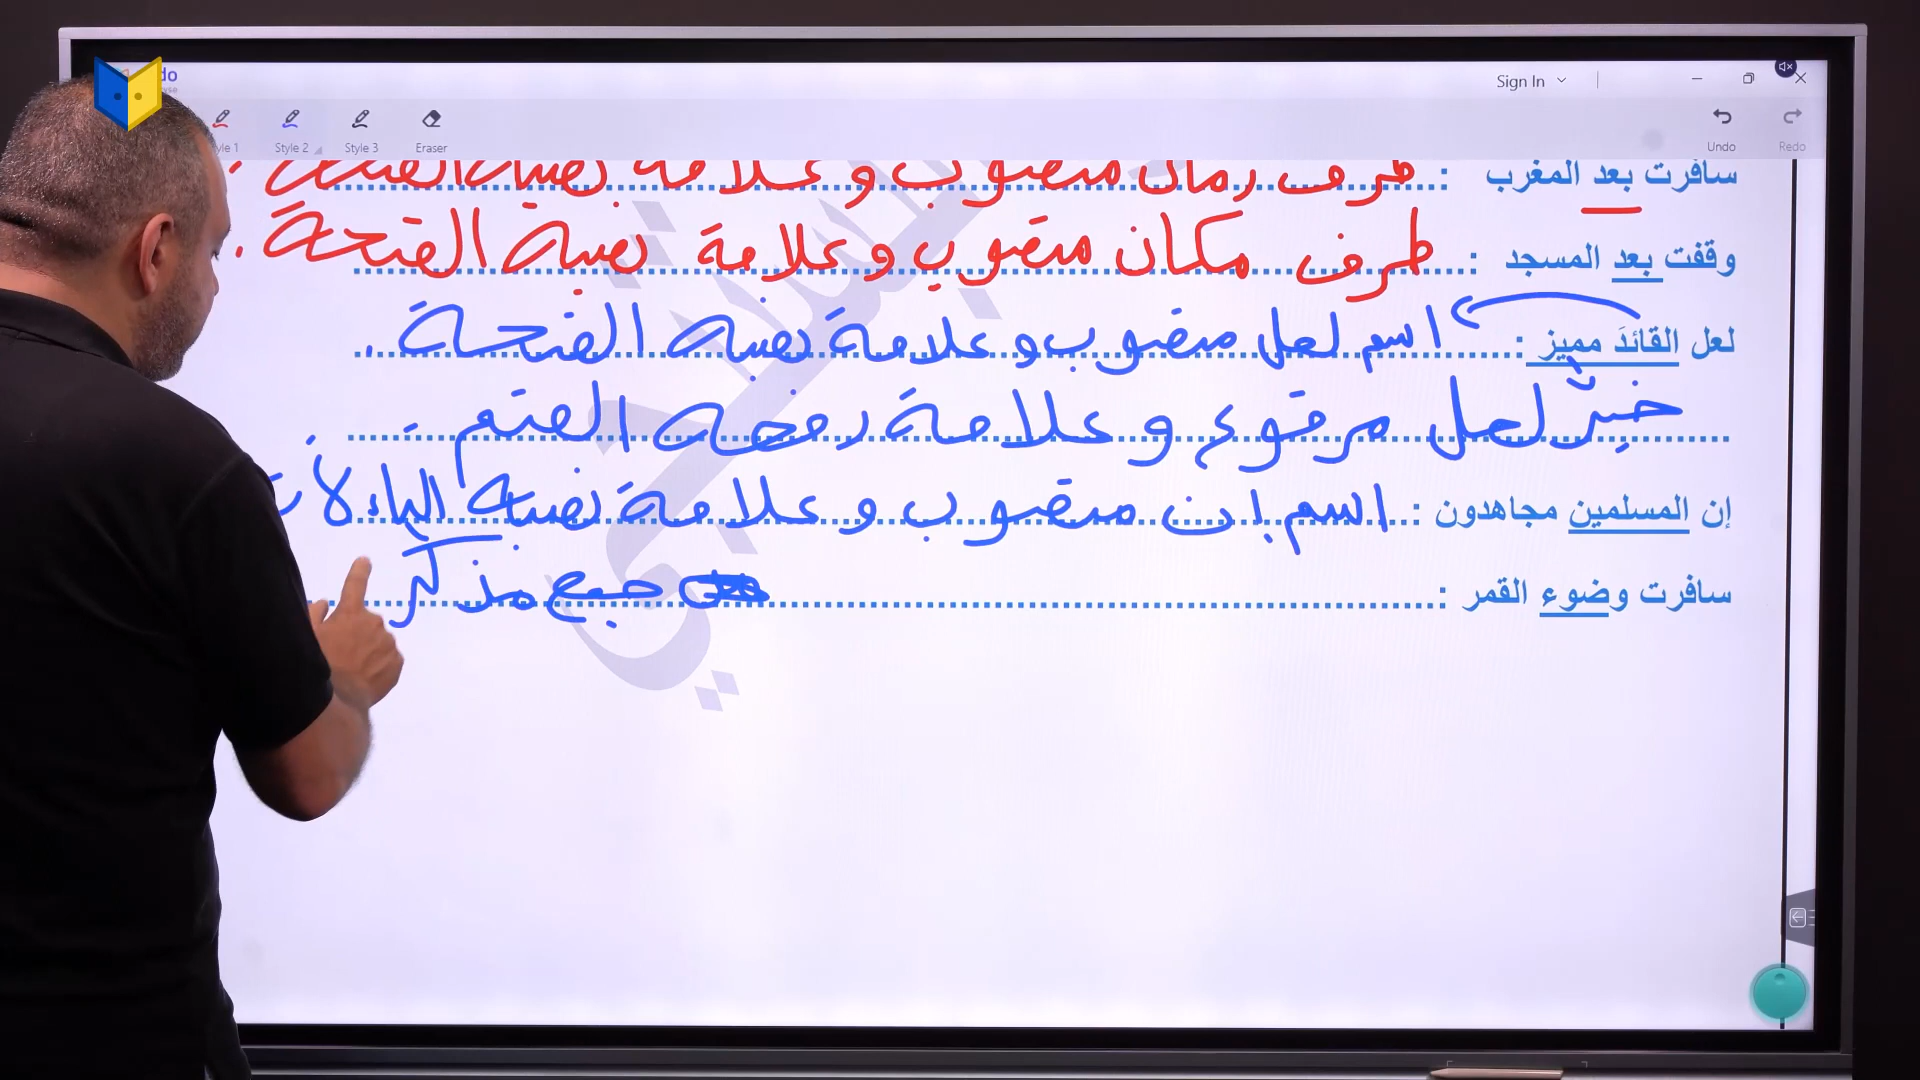 Sign In
Style 2 Style 3 Eraser Undo Redo
سافرت بعد المغرب : ظرف زمان منصوب وعلامة نصبه الفتحة .
وقفت بعد المسجد : ظرف مكان منصوب وعلامة نصبه الفتحة .
لعل القائدَ مميز : اسم لعل منصوب وعلامة نصبه الفتحة .
خبر لعل مرفوع وعلامة رفعه الضم .
إن المسلمين مجاهدون : اسم إن منصوب وعلامة نصبه الياء لأن
جمع مذكر
سافرت وضوء القمر :